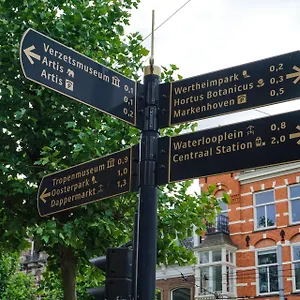 Verzetsmuseum 0,1
Artis 0,1
Artis 0,1
Wertheimpark 0,2
Hortus Botanicus 0,3
Markenhoven 0,5
Waterlooplein 0,8
Centraal Station 2,0
Tropenmuseum 0,9
Oosterpark 1,0
Dappermarkt 1,3